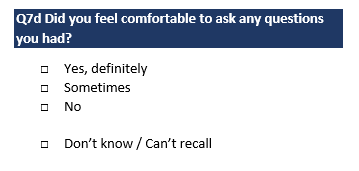 Q7d Did you feel comfortable to ask any questions
you had?
Yes, definitely
Sometimes
No
Don’t know / Can’t recall